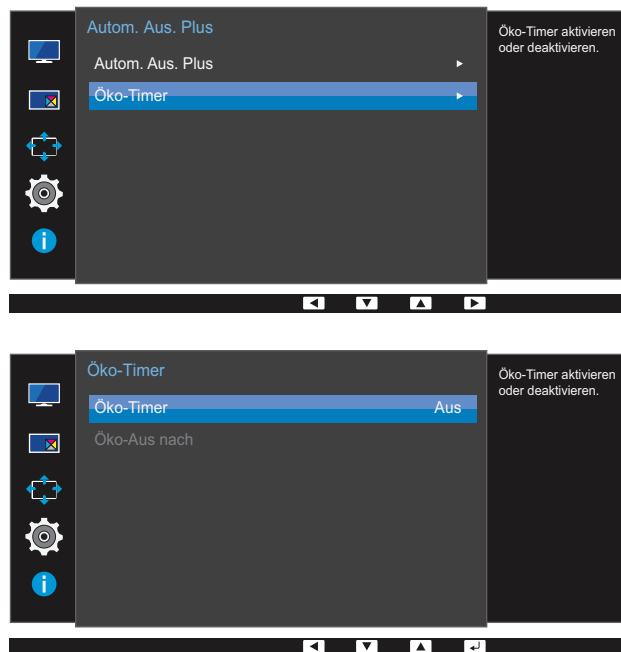 Autom. Aus. Plus
Öko-Timer aktivieren
oder deaktivieren.
Autom. Aus. Plus
Öko-Timer
Öko-Timer
Öko-Timer aktivieren
oder deaktivieren.
Öko-Timer Aus
Öko-Aus nach